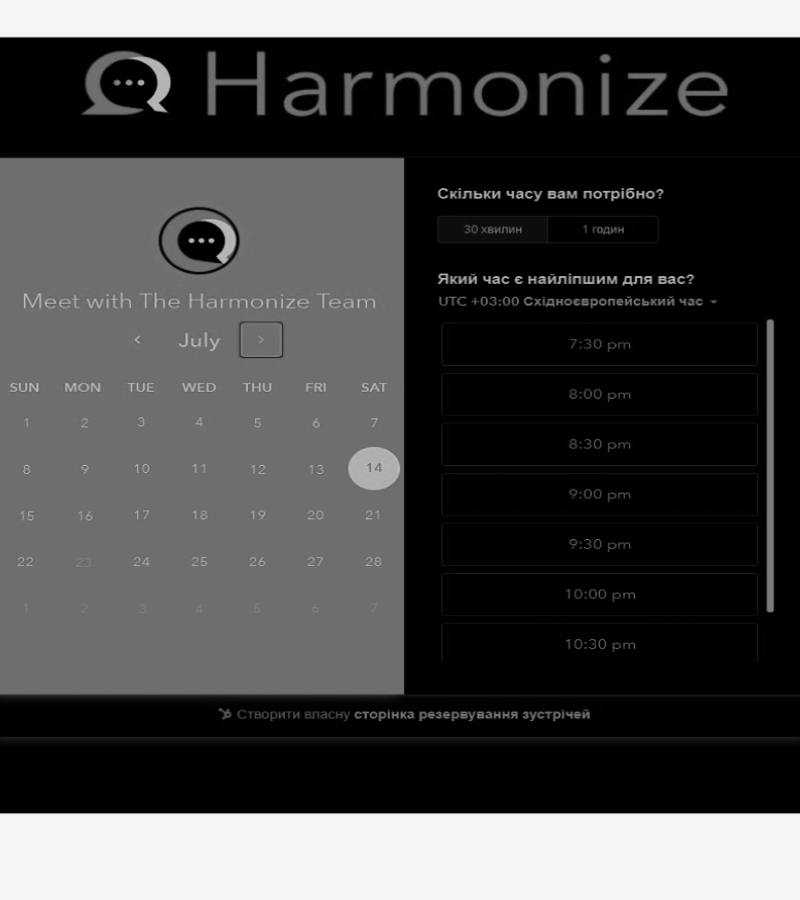 Harmonize
Meet with The Harmonize Team
‹ July ›
SUN MON TUE WED THU FRI SAT
1 2 3 4 5 6 7
8 9 10 11 12 13 14
15 16 17 18 19 20 21
22 23 24 25 26 27 28
1 2 3 4 5 6 7
Скільки часу вам потрібно?
30 хвилин 1 годин
Який час є найліпшим для вас?
UTC +03:00 Східноєвропейський час
7:30 pm
8:00 pm
8:30 pm
9:00 pm
9:30 pm
10:00 pm
10:30 pm
Створити власну сторінка резервування зустрічей